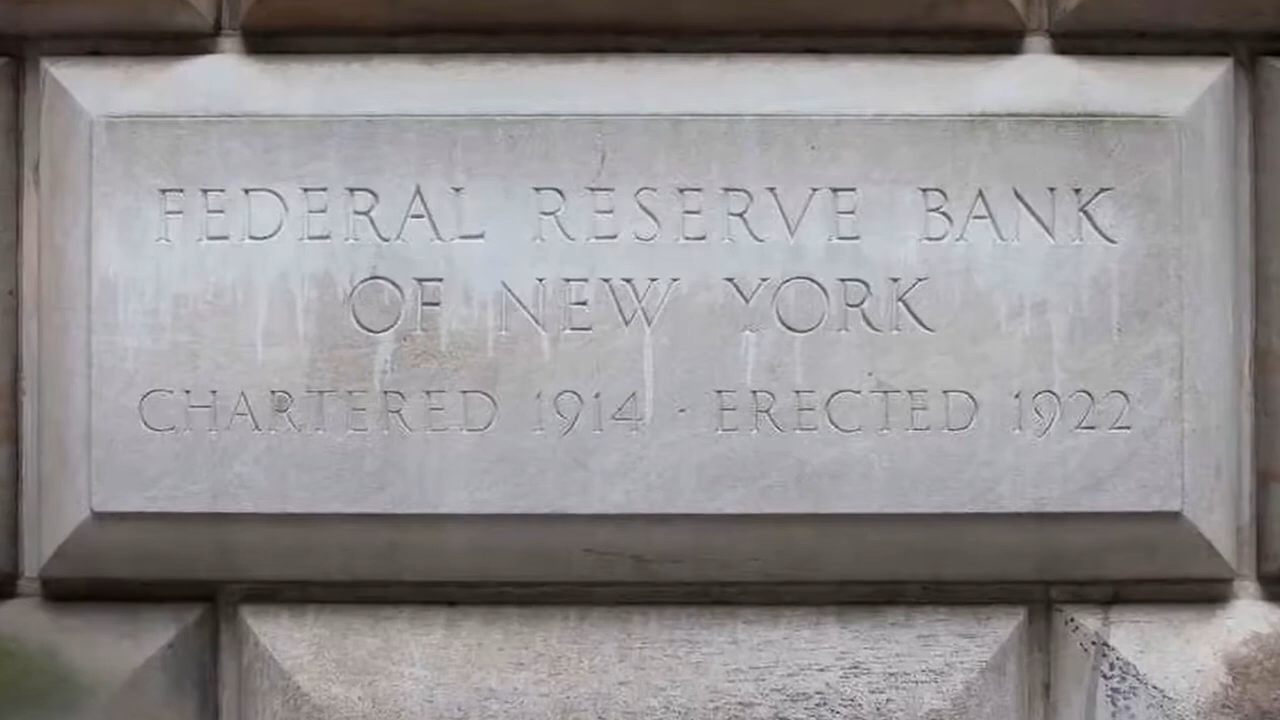 FEDERAL RESERVE BANK
OF NEW YORK
CHARTERED 1914 · ERECTED 1922